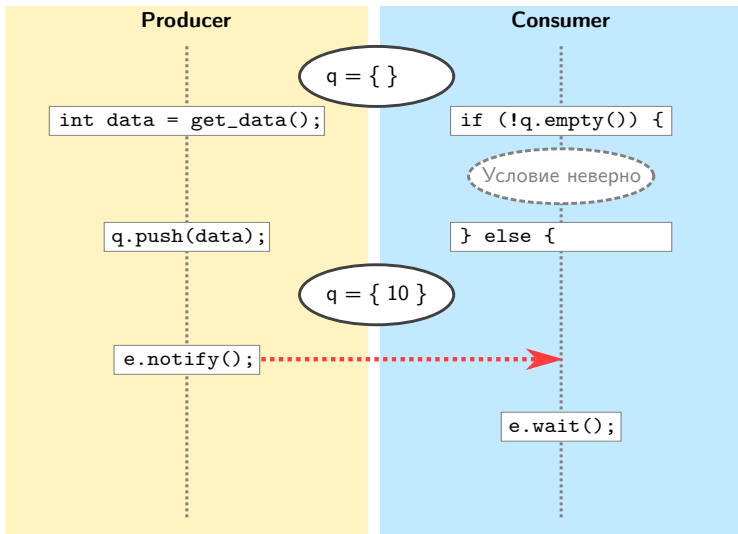 Producer
Consumer
q = { }
int data = get_data();
if (!q.empty()) {
Условие неверно
q.push(data);
} else {
q = { 10 }
e.notify();
e.wait();